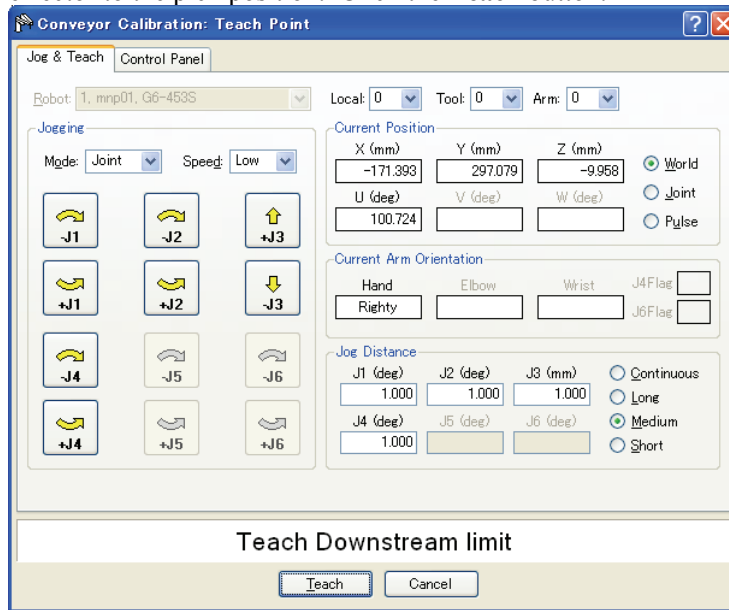 Conveyor Calibration: Teach Point
Jog & Teach Control Panel
Robot: 1, mnp01, G6-453S Local: 0 Tool: 0 Arm: 0
Jogging
Mode: Joint Speed: Low
-J1 -J2 +J3
+J1 +J2 -J3
-J4 -J5 -J6
+J4 +J5 +J6
Current Position
X (mm) Y (mm) Z (mm)
-171.393 297.079 -9.958
World
U (deg) V (deg) W (deg)
Joint
100.724
Pulse
Current Arm Orientation
Hand Elbow Wrist J4Flag
Righty J6Flag
Jog Distance
J1 (deg) J2 (deg) J3 (mm) Continuous
1.000 1.000 1.000 Long
J4 (deg) J5 (deg) J6 (deg) Medium
1.000 Short
Teach Downstream limit
Teach Cancel